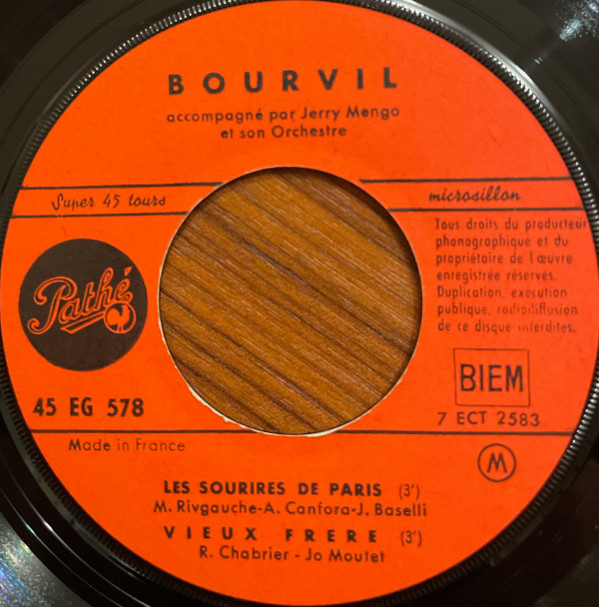 BOURVIL
accompagné par Jerry Mengo
et son Orchestre
Super 45 tours
microsillon
Tous droits du producteur
phonographique et du
propriétaire de l'œuvre
enregistrée réservés.
Duplication, exécution
publique, radiodiffusion
de ce disque interdites.
Pathé
45 EG 578
BIEM
7 ECT 2583
Made in France
M
LES SOURIRES DE PARIS (3')
M. Rivgauche-A. Canfora-J. Baselli
VIEUX FRERE (3')
R. Chabrier - Jo Moutet